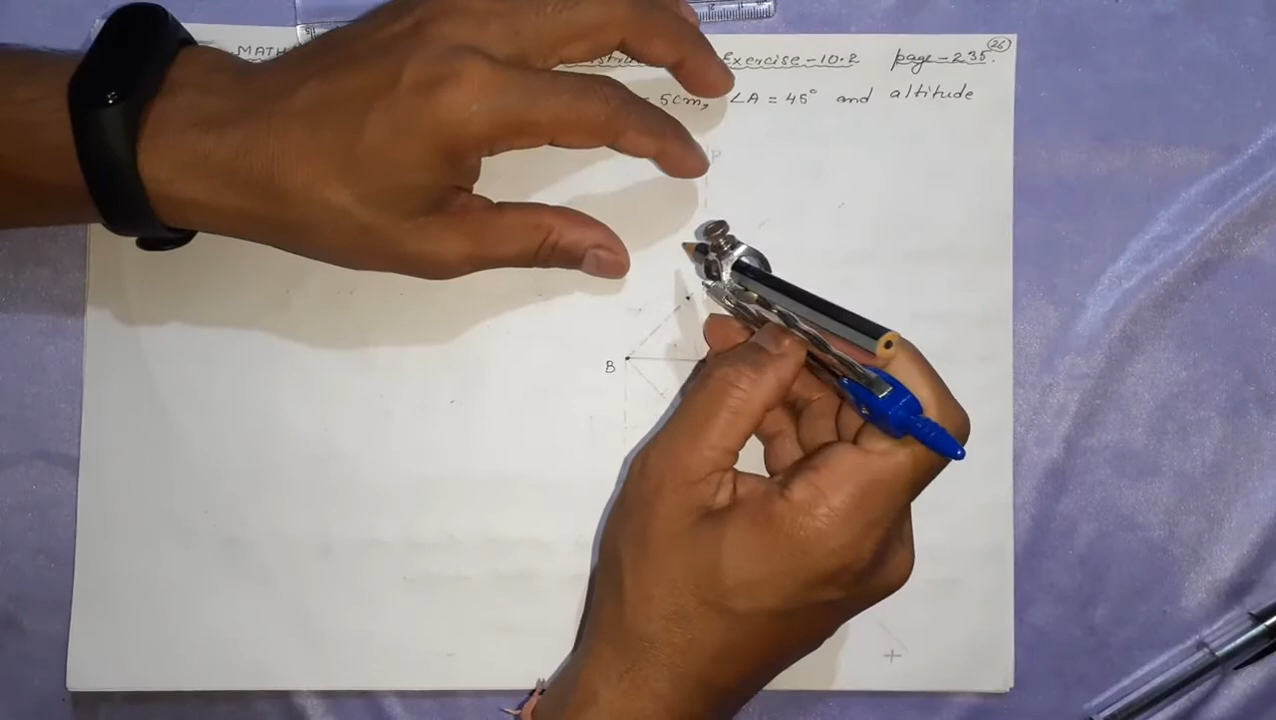 MATH Exercise-10.2 page-235. 26
5cm, ∠A = 45° and altitude
P
B